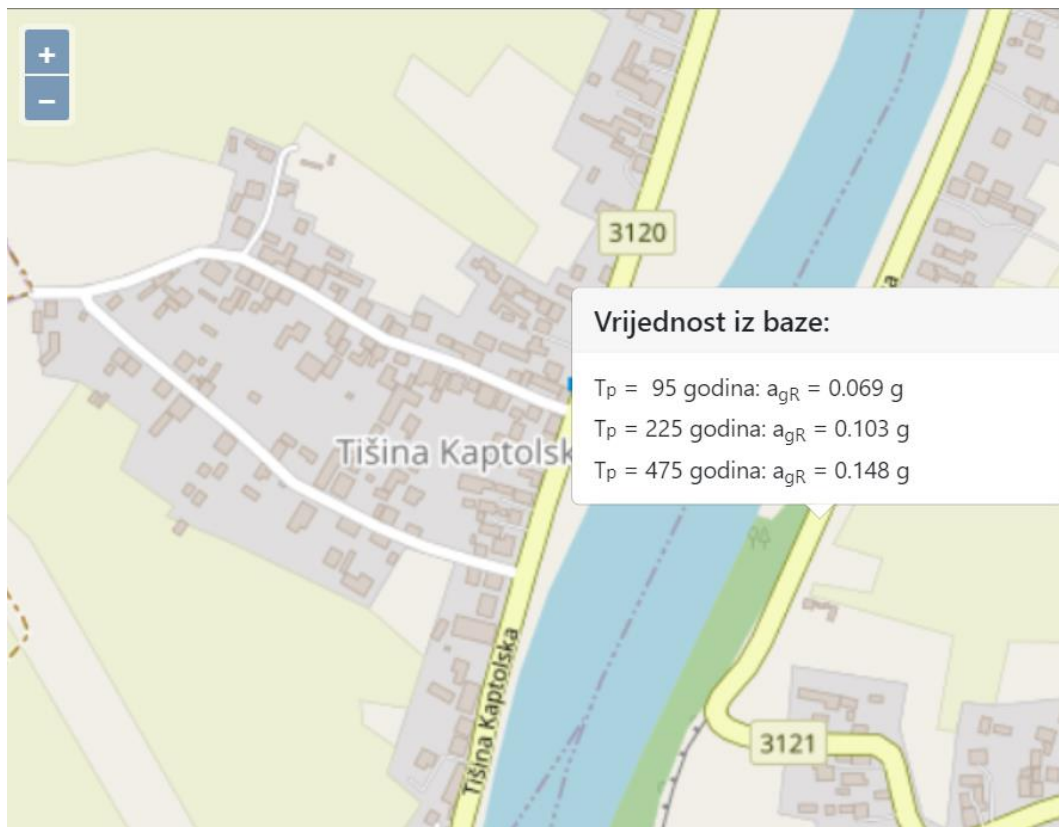 +
−
3120
Vrijednost iz baze:
Tp = 95 godina: agR = 0.069 g
Tp = 225 godina: agR = 0.103 g
Tp = 475 godina: agR = 0.148 g
Tišina Kaptolsk
Tišina Kaptolska
3121